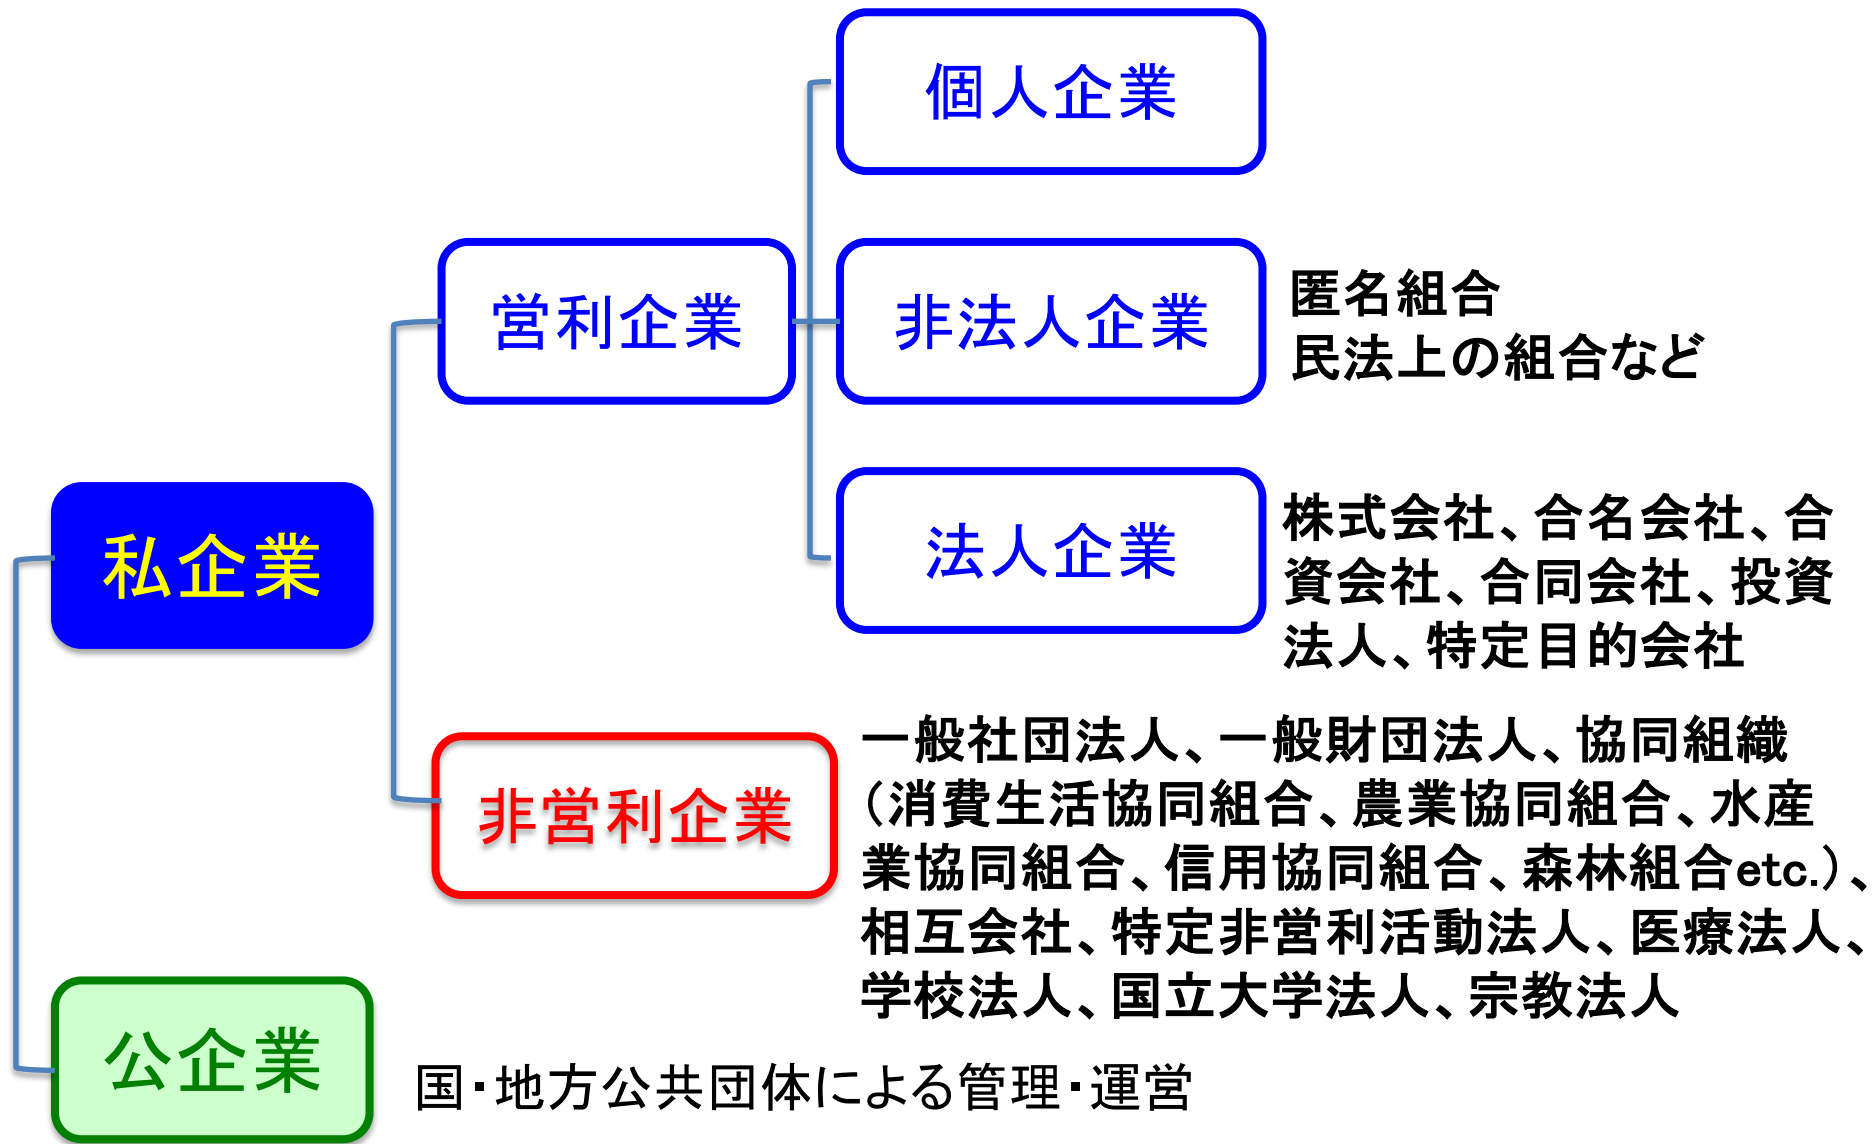 個人企業
営利企業
非法人企業
匿名組合
民法上の組合など
私企業
法人企業
株式会社、合名会社、合
資会社、合同会社、投資
法人、特定目的会社
非営利企業
一般社団法人、一般財団法人、協同組織
（消費生活協同組合、農業協同組合、水産
業協同組合、信用協同組合、森林組合etc.）、
相互会社、特定非営利活動法人、医療法人、
学校法人、国立大学法人、宗教法人
公企業
国・地方公共団体による管理・運営